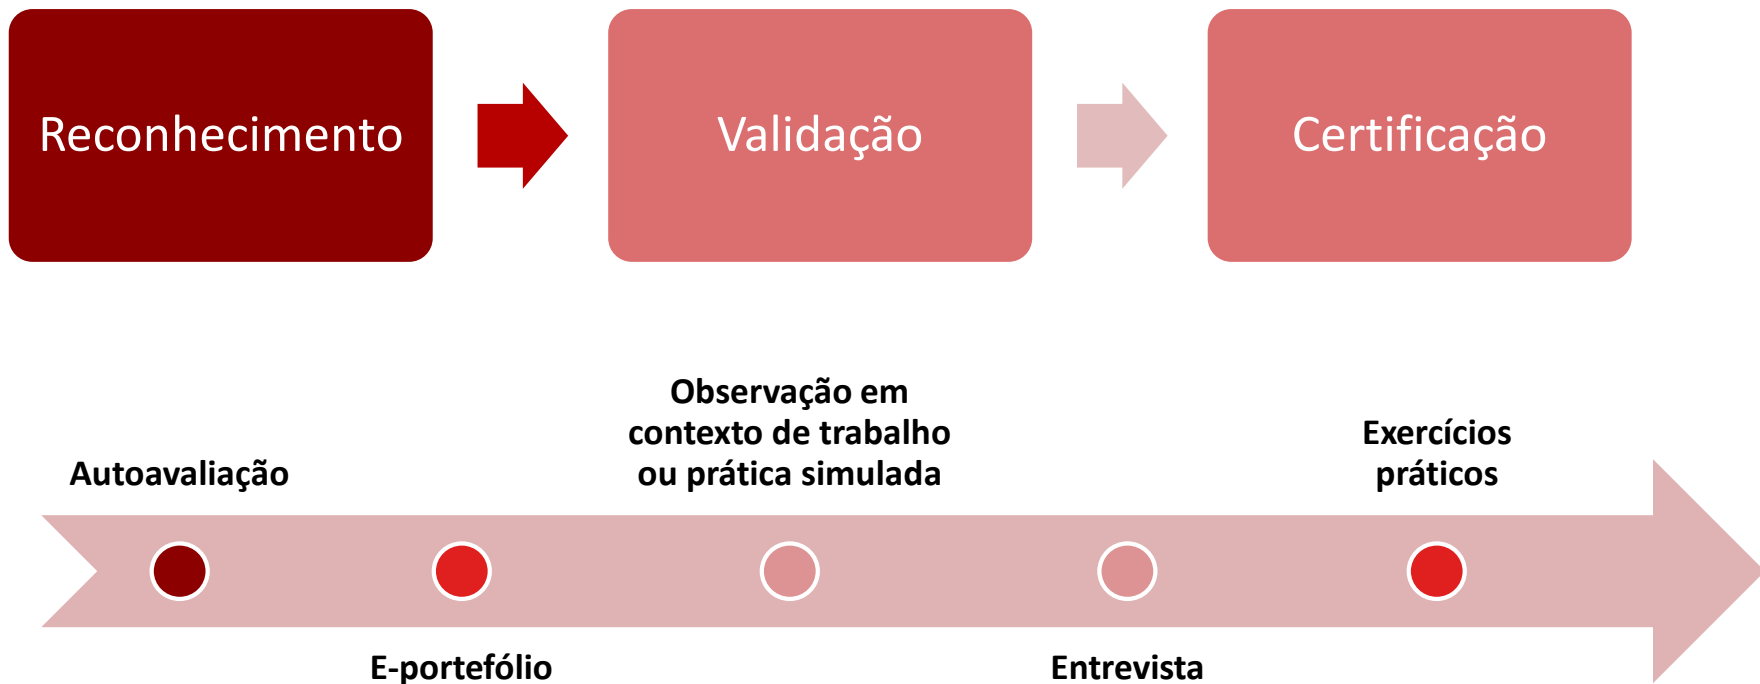 Reconhecimento
Validação
Certificação
Autoavaliação
E-portefólio
Observação em
contexto de trabalho
ou prática simulada
Entrevista
Exercícios
práticos